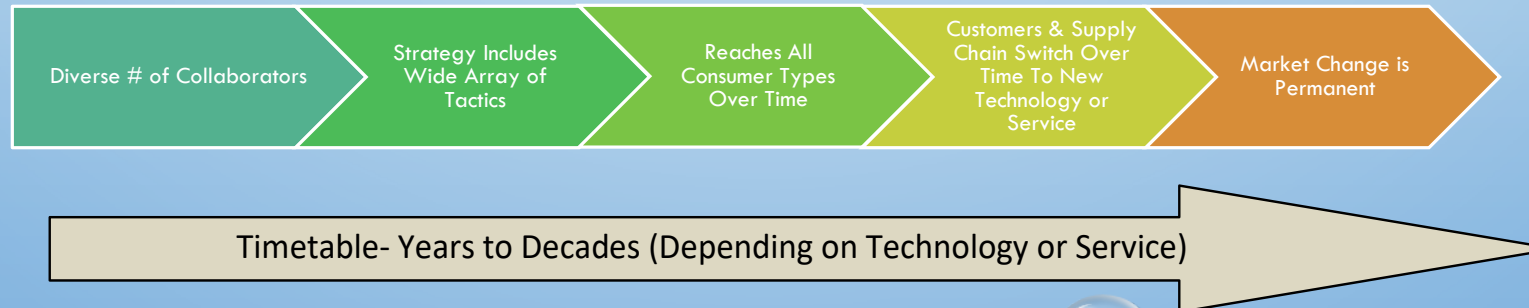 Diverse # of Collaborators
Strategy Includes
Wide Array of
Tactics
Reaches All
Consumer Types
Over Time
Customers & Supply
Chain Switch Over
Time To New
Technology or
Service
Market Change is
Permanent
Timetable- Years to Decades (Depending on Technology or Service)